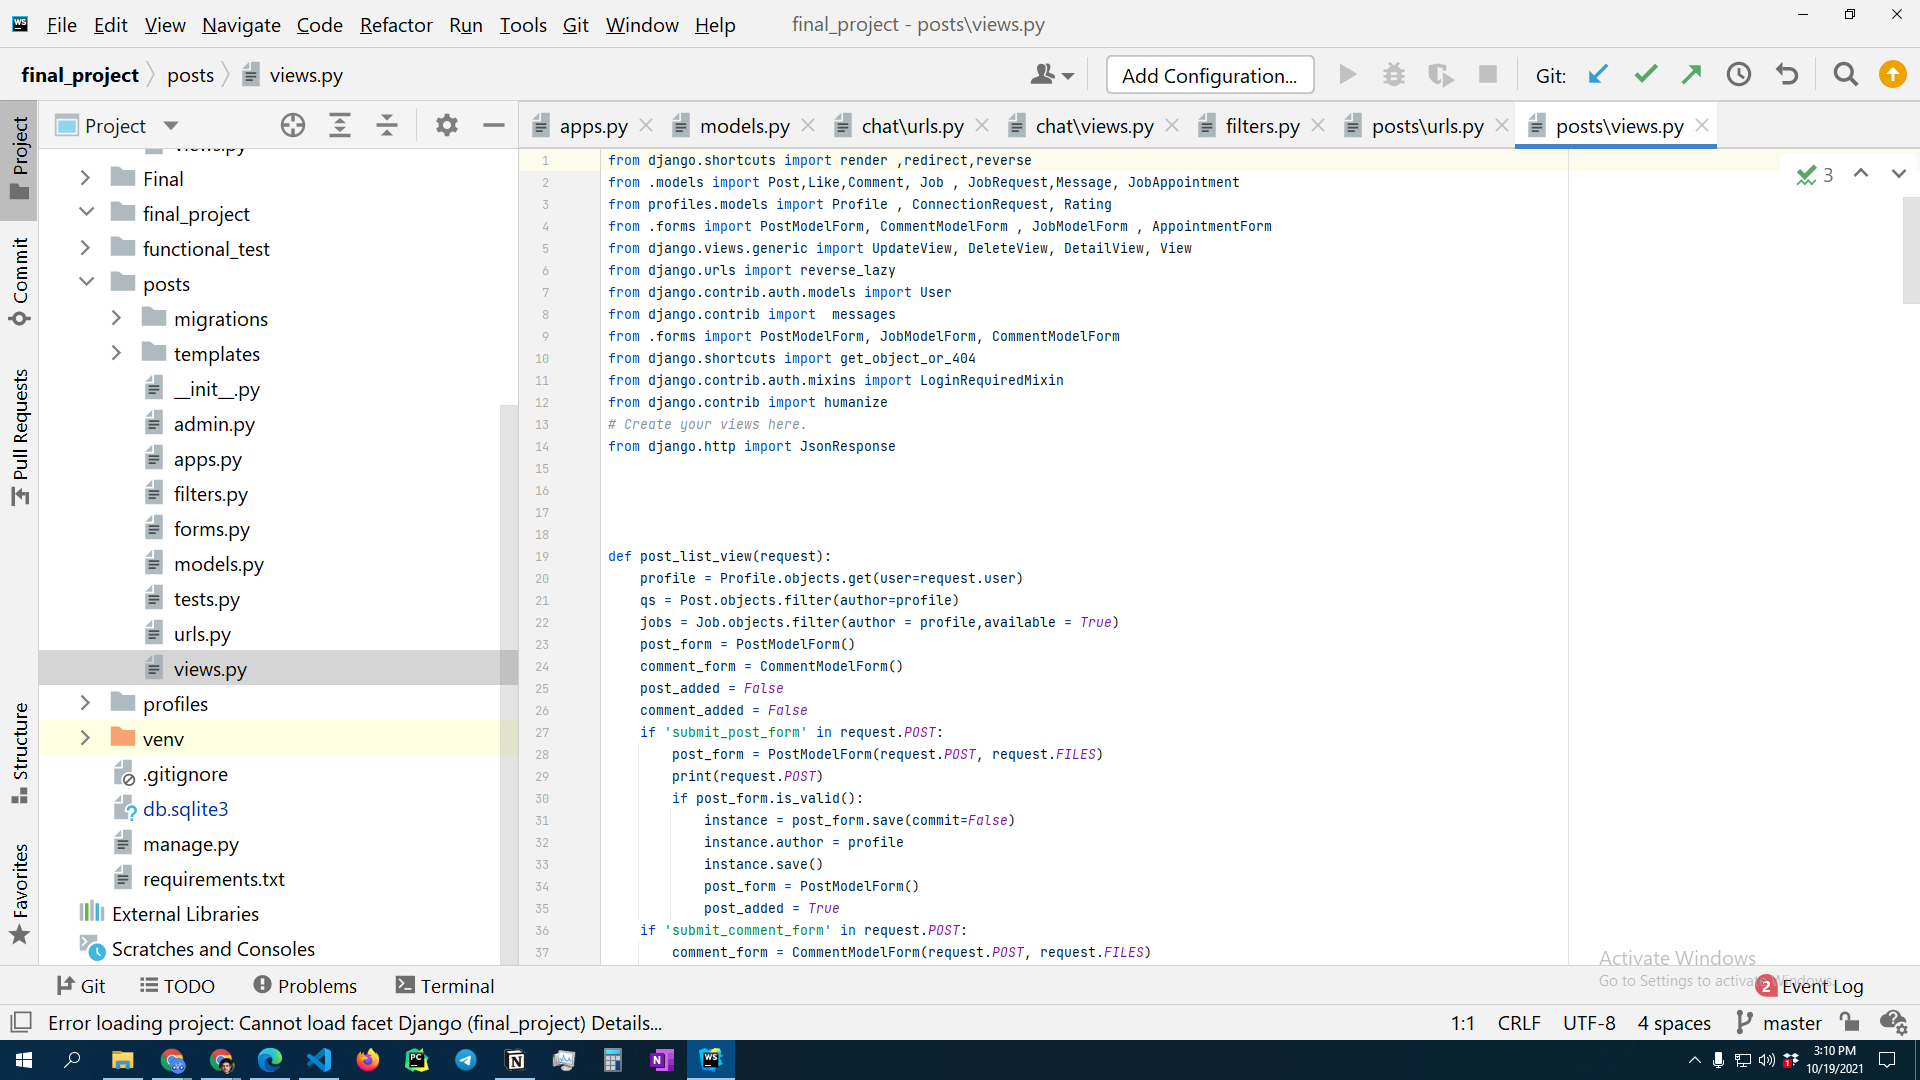 File Edit View Navigate Code Refactor Run Tools Git Window Help final_project - posts\views.py
final_project posts views.py Add Configuration... Git:
Project apps.py models.py chat\urls.py chat\views.py filters.py posts\urls.py posts\views.py
Project
Commit
Pull Requests
Structure
Favorites
views.py
Final
final_project
functional_test
posts
migrations
templates
__init__.py
admin.py
apps.py
filters.py
forms.py
models.py
tests.py
urls.py
views.py
profiles
venv
.gitignore
db.sqlite3
manage.py
requirements.txt
External Libraries
Scratches and Consoles
3
1 from django.shortcuts import render ,redirect,reverse
2 from .models import Post,Like,Comment, Job , JobRequest,Message, JobAppointment
3 from profiles.models import Profile , ConnectionRequest, Rating
4 from .forms import PostModelForm, CommentModelForm , JobModelForm , AppointmentForm
5 from django.views.generic import UpdateView, DeleteView, DetailView, View
6 from django.urls import reverse_lazy
7 from django.contrib.auth.models import User
8 from django.contrib import  messages
9 from .forms import PostModelForm, JobModelForm, CommentModelForm
10 from django.shortcuts import get_object_or_404
11 from django.contrib.auth.mixins import LoginRequiredMixin
12 from django.contrib import humanize
13 # Create your views here.
14 from django.http import JsonResponse
15
16
17
18
19 def post_list_view(request):
20     profile = Profile.objects.get(user=request.user)
21     qs = Post.objects.filter(author=profile)
22     jobs = Job.objects.filter(author = profile,available = True)
23     post_form = PostModelForm()
24     comment_form = CommentModelForm()
25     post_added = False
26     comment_added = False
27     if 'submit_post_form' in request.POST:
28         post_form = PostModelForm(request.POST, request.FILES)
29         print(request.POST)
30         if post_form.is_valid():
31             instance = post_form.save(commit=False)
32             instance.author = profile
33             instance.save()
34             post_form = PostModelForm()
35             post_added = True
36     if 'submit_comment_form' in request.POST:
37         comment_form = CommentModelForm(request.POST, request.FILES)
Activate Windows
Go to Settings to activate Windows.
Git TODO Problems Terminal 2 Event Log
Error loading project: Cannot load facet Django (final_project) Details... 1:1 CRLF UTF-8 4 spaces master
3:10 PM
10/19/2021